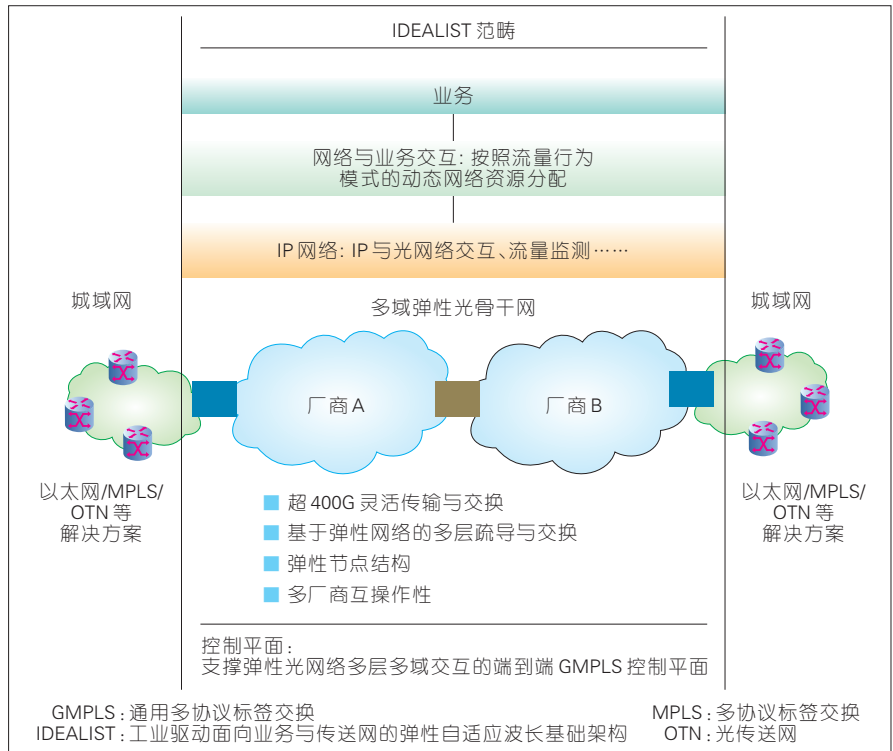 IDEALIST 范畴
业务
网络与业务交互: 按照流量行为
模式的动态网络资源分配
IP 网络: IP 与光网络交互、流量监测……
城域网
多域弹性光骨干网
城域网
厂商 A
厂商 B
以太网/MPLS/
OTN 等
解决方案
超 400G 灵活传输与交换
基于弹性网络的多层疏导与交换
弹性节点结构
多厂商互操作性
以太网/MPLS/
OTN 等
解决方案
控制平面:
支撑弹性光网络多层多域交互的端到端 GMPLS 控制平面
GMPLS : 通用多协议标签交换
IDEALIST : 工业驱动面向业务与传送网的弹性自适应波长基础架构
MPLS : 多协议标签交换
OTN : 光传送网